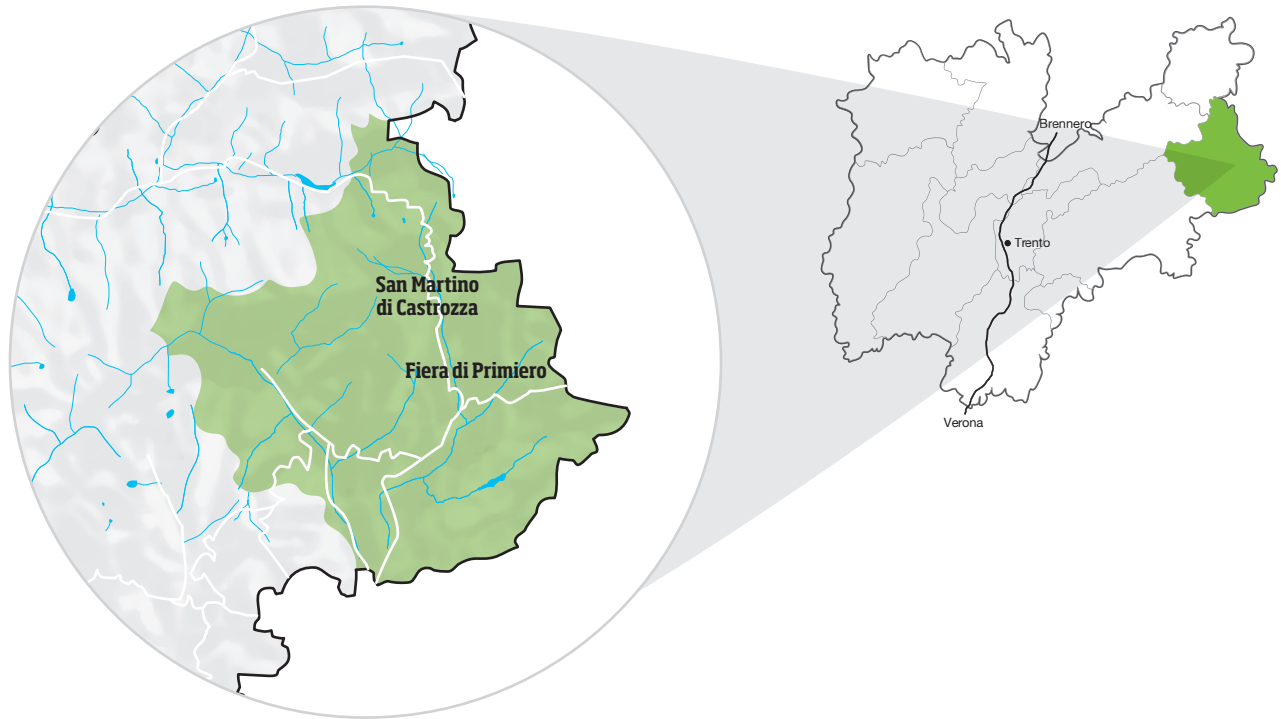 San Martino
di Castrozza
Fiera di Primiero
Brennero
Trento
Verona